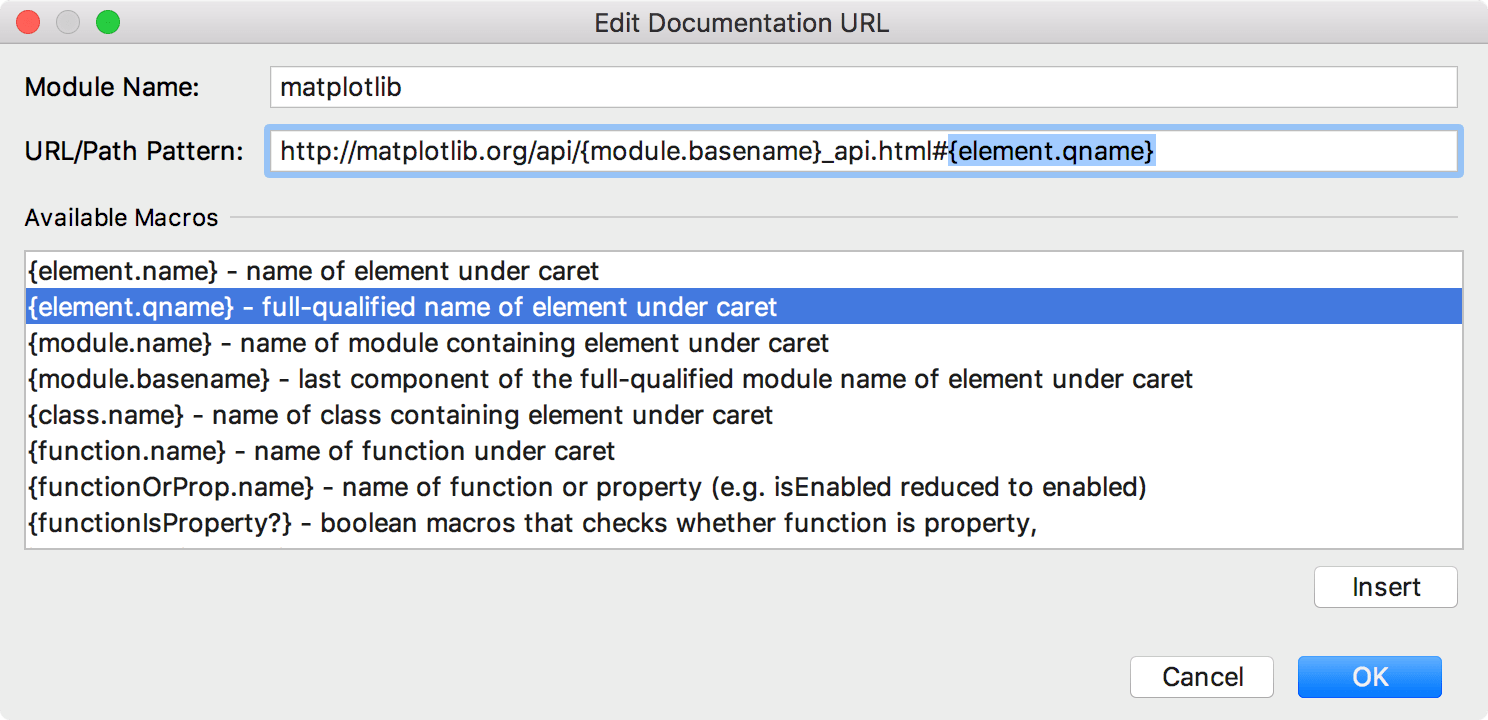 Edit Documentation URL
Module Name: matplotlib
URL/Path Pattern: http://matplotlib.org/api/{module.basename}_api.html#{element.qname}
Available Macros
{element.name} - name of element under caret
{element.qname} - full-qualified name of element under caret
{module.name} - name of module containing element under caret
{module.basename} - last component of the full-qualified module name of element under caret
{class.name} - name of class containing element under caret
{function.name} - name of function under caret
{functionOrProp.name} - name of function or property (e.g. isEnabled reduced to enabled)
{functionIsProperty?} - boolean macros that checks whether function is property,
Insert
Cancel OK